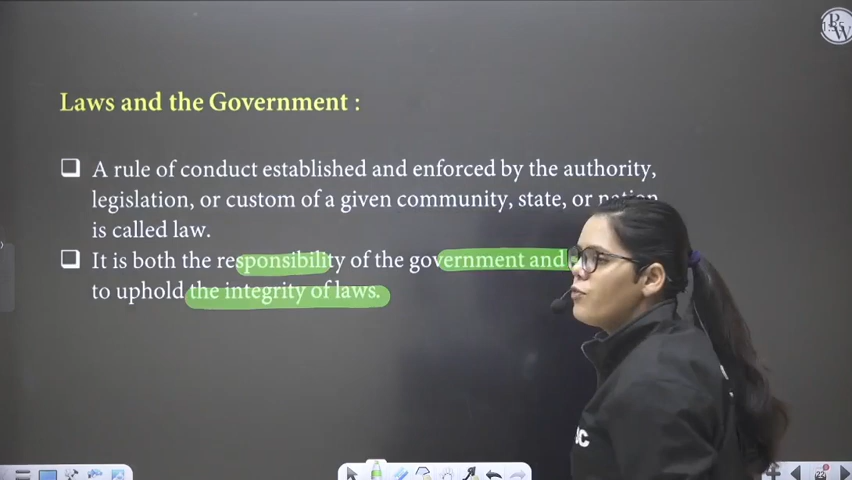 Laws and the Government :
A rule of conduct established and enforced by the authority,
legislation, or custom of a given community, state, or nation
is called law.
It is both the responsibility of the government and
to uphold the integrity of laws.
22